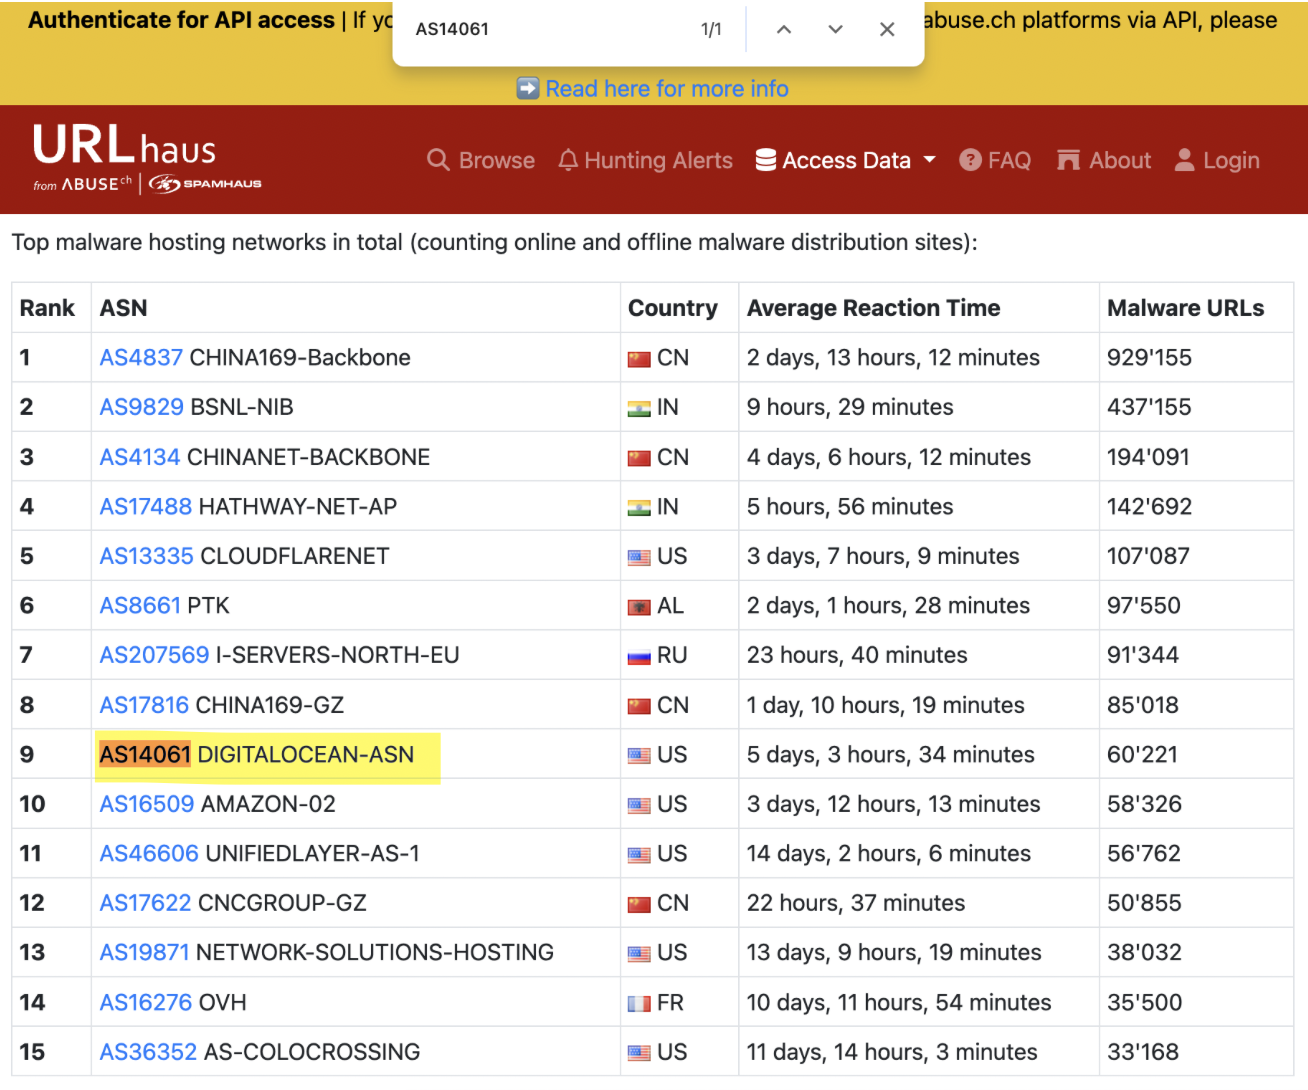 Authenticate for API access | If yo
AS14061 1/1
abuse.ch platforms via API, please
Read here for more info
URLhaus
from ABUSE ch | SPAMHAUS
Browse Hunting Alerts Access Data FAQ About Login
Top malware hosting networks in total (counting online and offline malware distribution sites):
Rank ASN Country Average Reaction Time Malware URLs
1 AS4837 CHINA169-Backbone CN 2 days, 13 hours, 12 minutes 929'155
2 AS9829 BSNL-NIB IN 9 hours, 29 minutes 437'155
3 AS4134 CHINANET-BACKBONE CN 4 days, 6 hours, 12 minutes 194'091
4 AS17488 HATHWAY-NET-AP IN 5 hours, 56 minutes 142'692
5 AS13335 CLOUDFLARENET US 3 days, 7 hours, 9 minutes 107'087
6 AS8661 PTK AL 2 days, 1 hours, 28 minutes 97'550
7 AS207569 I-SERVERS-NORTH-EU RU 23 hours, 40 minutes 91'344
8 AS17816 CHINA169-GZ CN 1 day, 10 hours, 19 minutes 85'018
9 AS14061 DIGITALOCEAN-ASN US 5 days, 3 hours, 34 minutes 60'221
10 AS16509 AMAZON-02 US 3 days, 12 hours, 13 minutes 58'326
11 AS46606 UNIFIEDLAYER-AS-1 US 14 days, 2 hours, 6 minutes 56'762
12 AS17622 CNCGROUP-GZ CN 22 hours, 37 minutes 50'855
13 AS19871 NETWORK-SOLUTIONS-HOSTING US 13 days, 9 hours, 19 minutes 38'032
14 AS16276 OVH FR 10 days, 11 hours, 54 minutes 35'500
15 AS36352 AS-COLOCROSSING US 11 days, 14 hours, 3 minutes 33'168